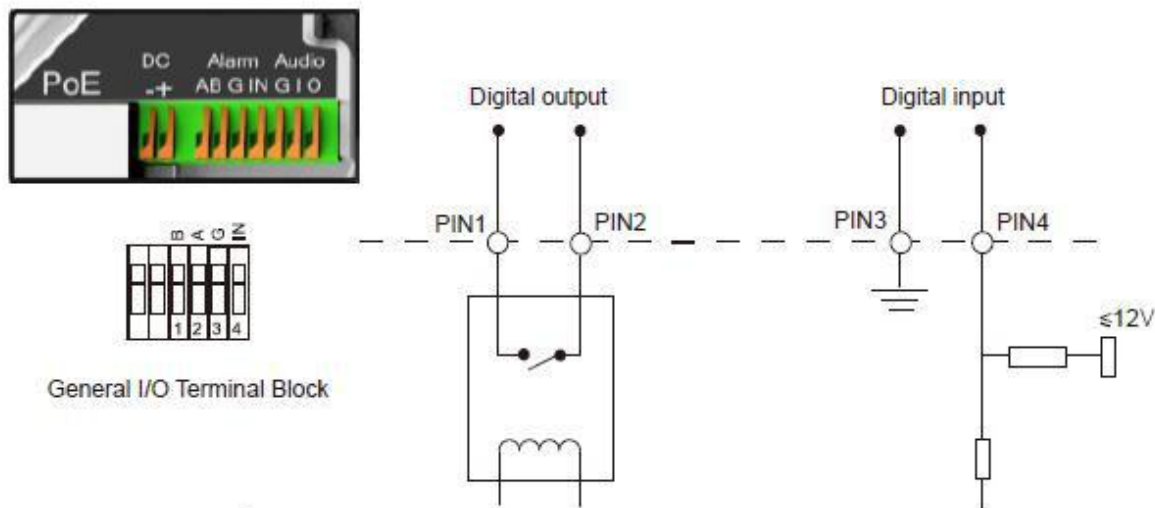 DC Alarm Audio
PoE -+ AB G IN G I O
Digital output
Digital input
PIN1
PIN2
PIN3
PIN4
B A G IN
1 2 3 4
≤12V
General I/O Terminal Block